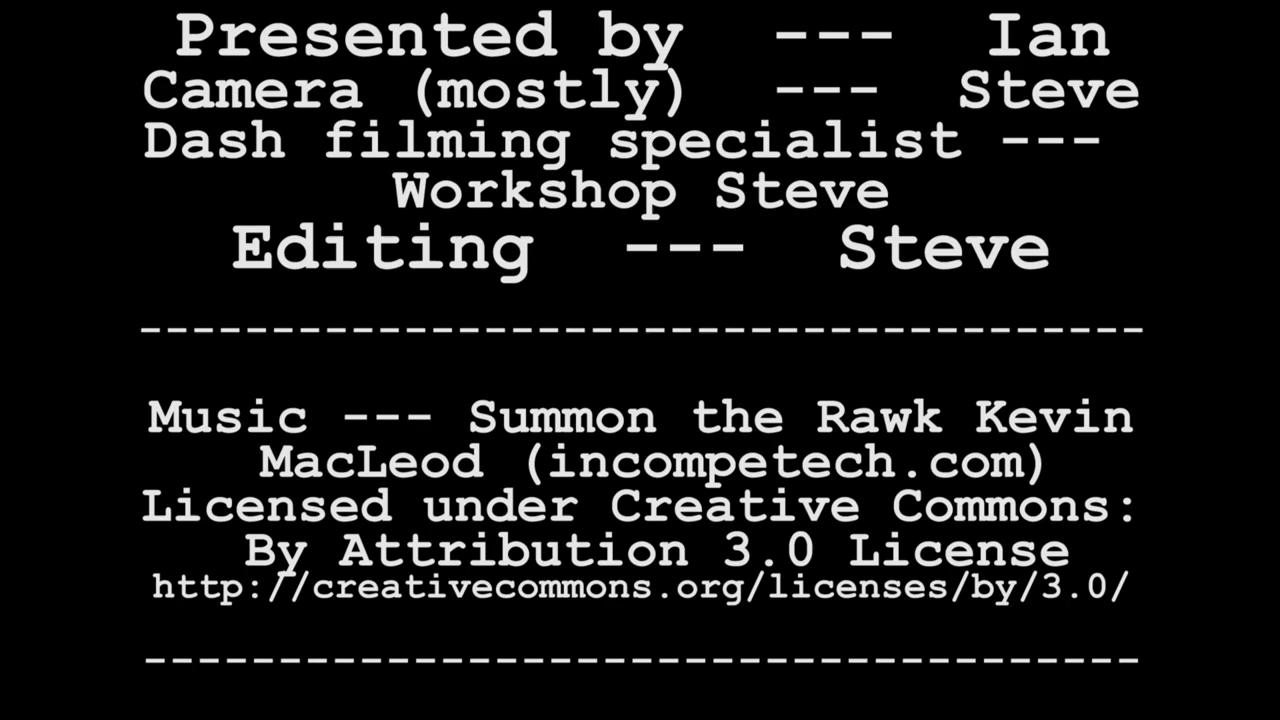 Presented by --- Ian
Camera (mostly) --- Steve
Dash filming specialist ---
Workshop Steve
Editing --- Steve
--------------------------------------
Music --- Summon the Rawk Kevin
MacLeod (incompetech.com)
Licensed under Creative Commons:
By Attribution 3.0 License
http://creativecommons.org/licenses/by/3.0/
--------------------------------------